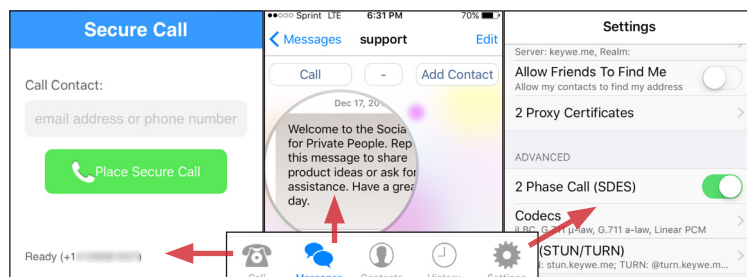 Secure Call
Call Contact:
email address or phone number
Place Secure Call
Ready (+1
Sprint LTE 6:31 PM 70%
Messages support Edit
Call - Add Contact
Dec 17, 20
Welcome to the Socia
for Private People. Rep
this message to share
product ideas or ask for
assistance. Have a grea
day.
Settings
Server: keywe.me, Realm:
Allow Friends To Find Me
Allow my contacts to find my address
2 Proxy Certificates
ADVANCED
2 Phase Call (SDES)
Codecs
iLBC, G.711 µ-law, G.711 a-law, Linear PCM
(STUN/TURN)
N: stun.keywe.me; TURN: @turn.keywe.m...
Call Messages Contacts History Settings